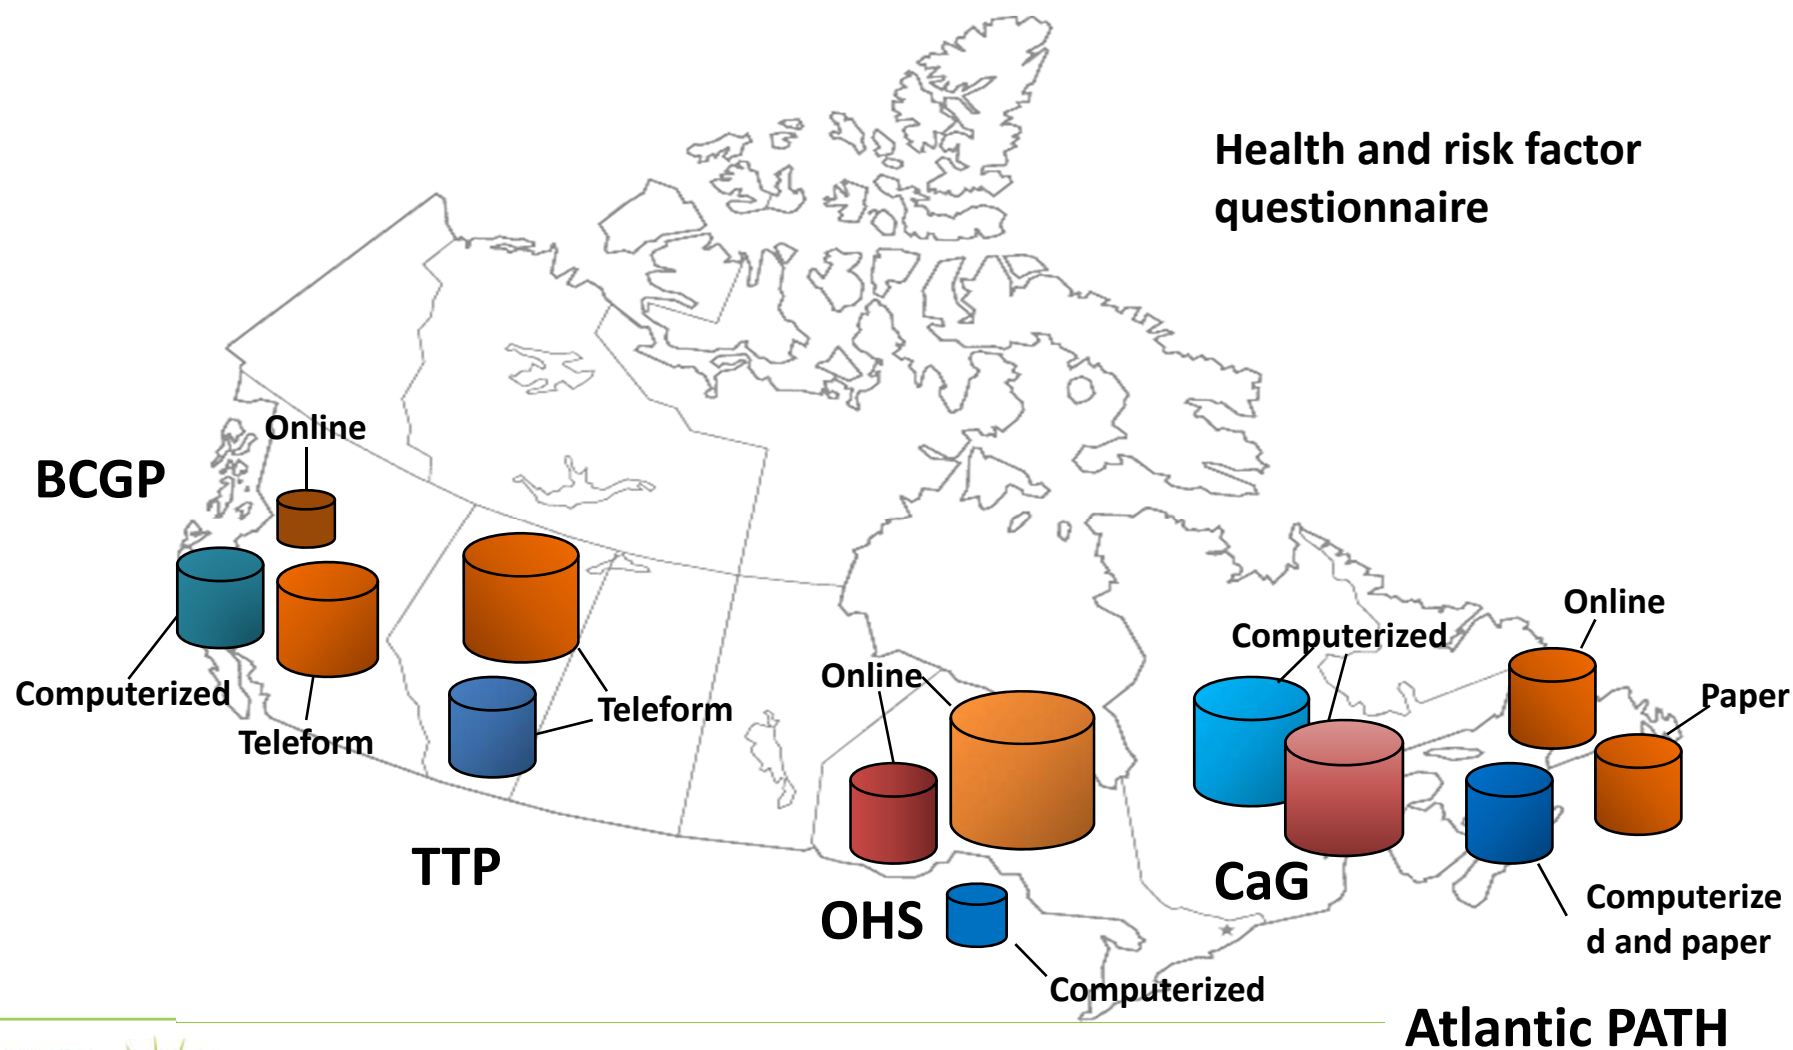 Health and risk factor
questionnaire
Online
BCGP
Computerized
Teleform
Teleform
TTP
Online
OHS
Computerized
Computerized
CaG
Online
Paper
Computerize
d and paper
Atlantic PATH